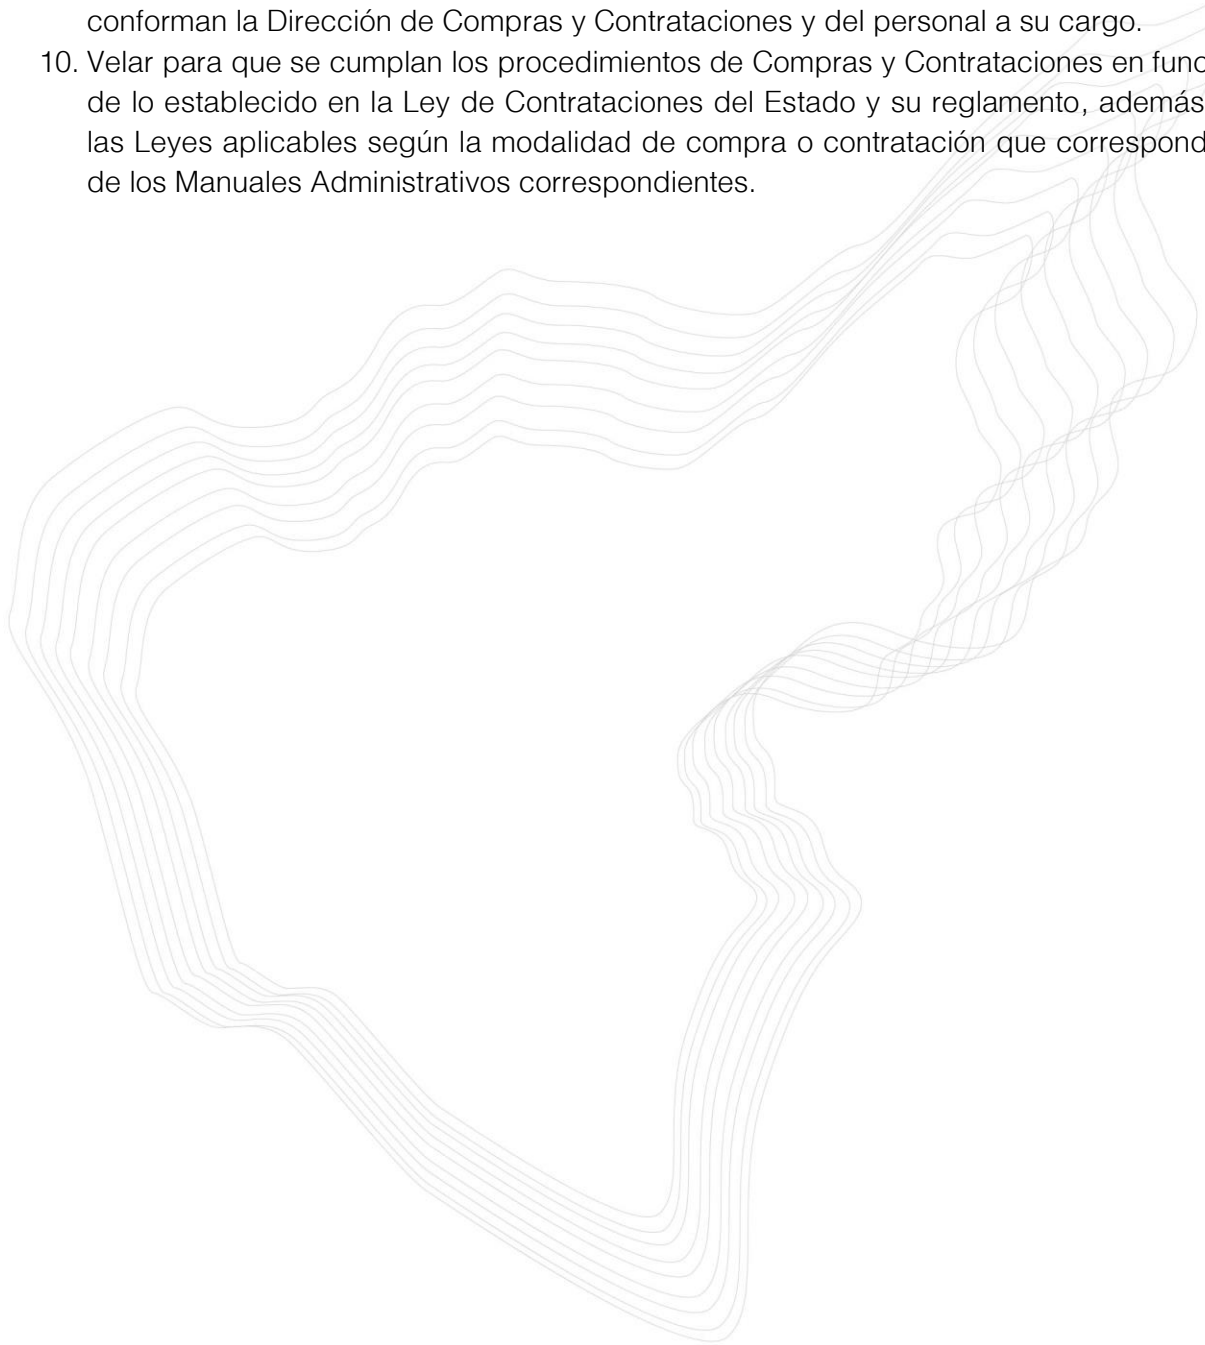 conforman la Dirección de Compras y Contrataciones y del personal a su cargo.
10. Velar para que se cumplan los procedimientos de Compras y Contrataciones en func
de lo establecido en la Ley de Contrataciones del Estado y su reglamento, además
las Leyes aplicables según la modalidad de compra o contratación que correspond
de los Manuales Administrativos correspondientes.